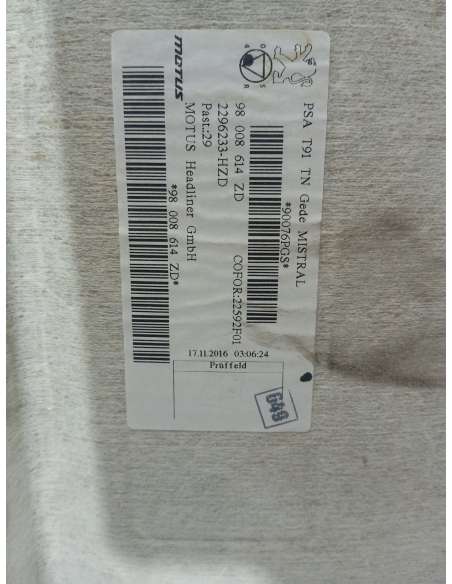 PSA T91 TN Gede MISTRAL
*90076PGS*
98 008 614 ZD COFOR:22592F01
2296233-HZD
Past.:29
MOTUS Headliner GmbH
*98 008 614 ZD*
MOTUS
17.11.2016 03:06:24
Prüffeld
649